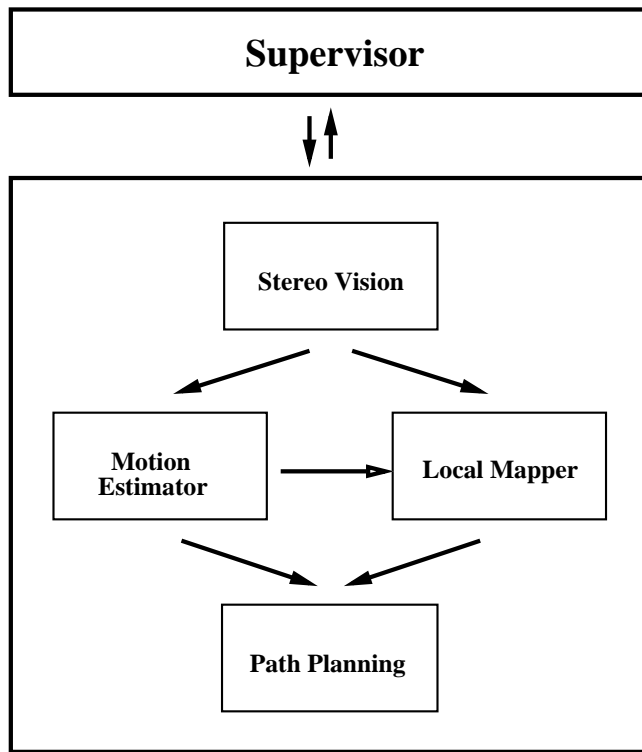 Supervisor
Stereo Vision
Motion
Estimator
Local Mapper
Path Planning